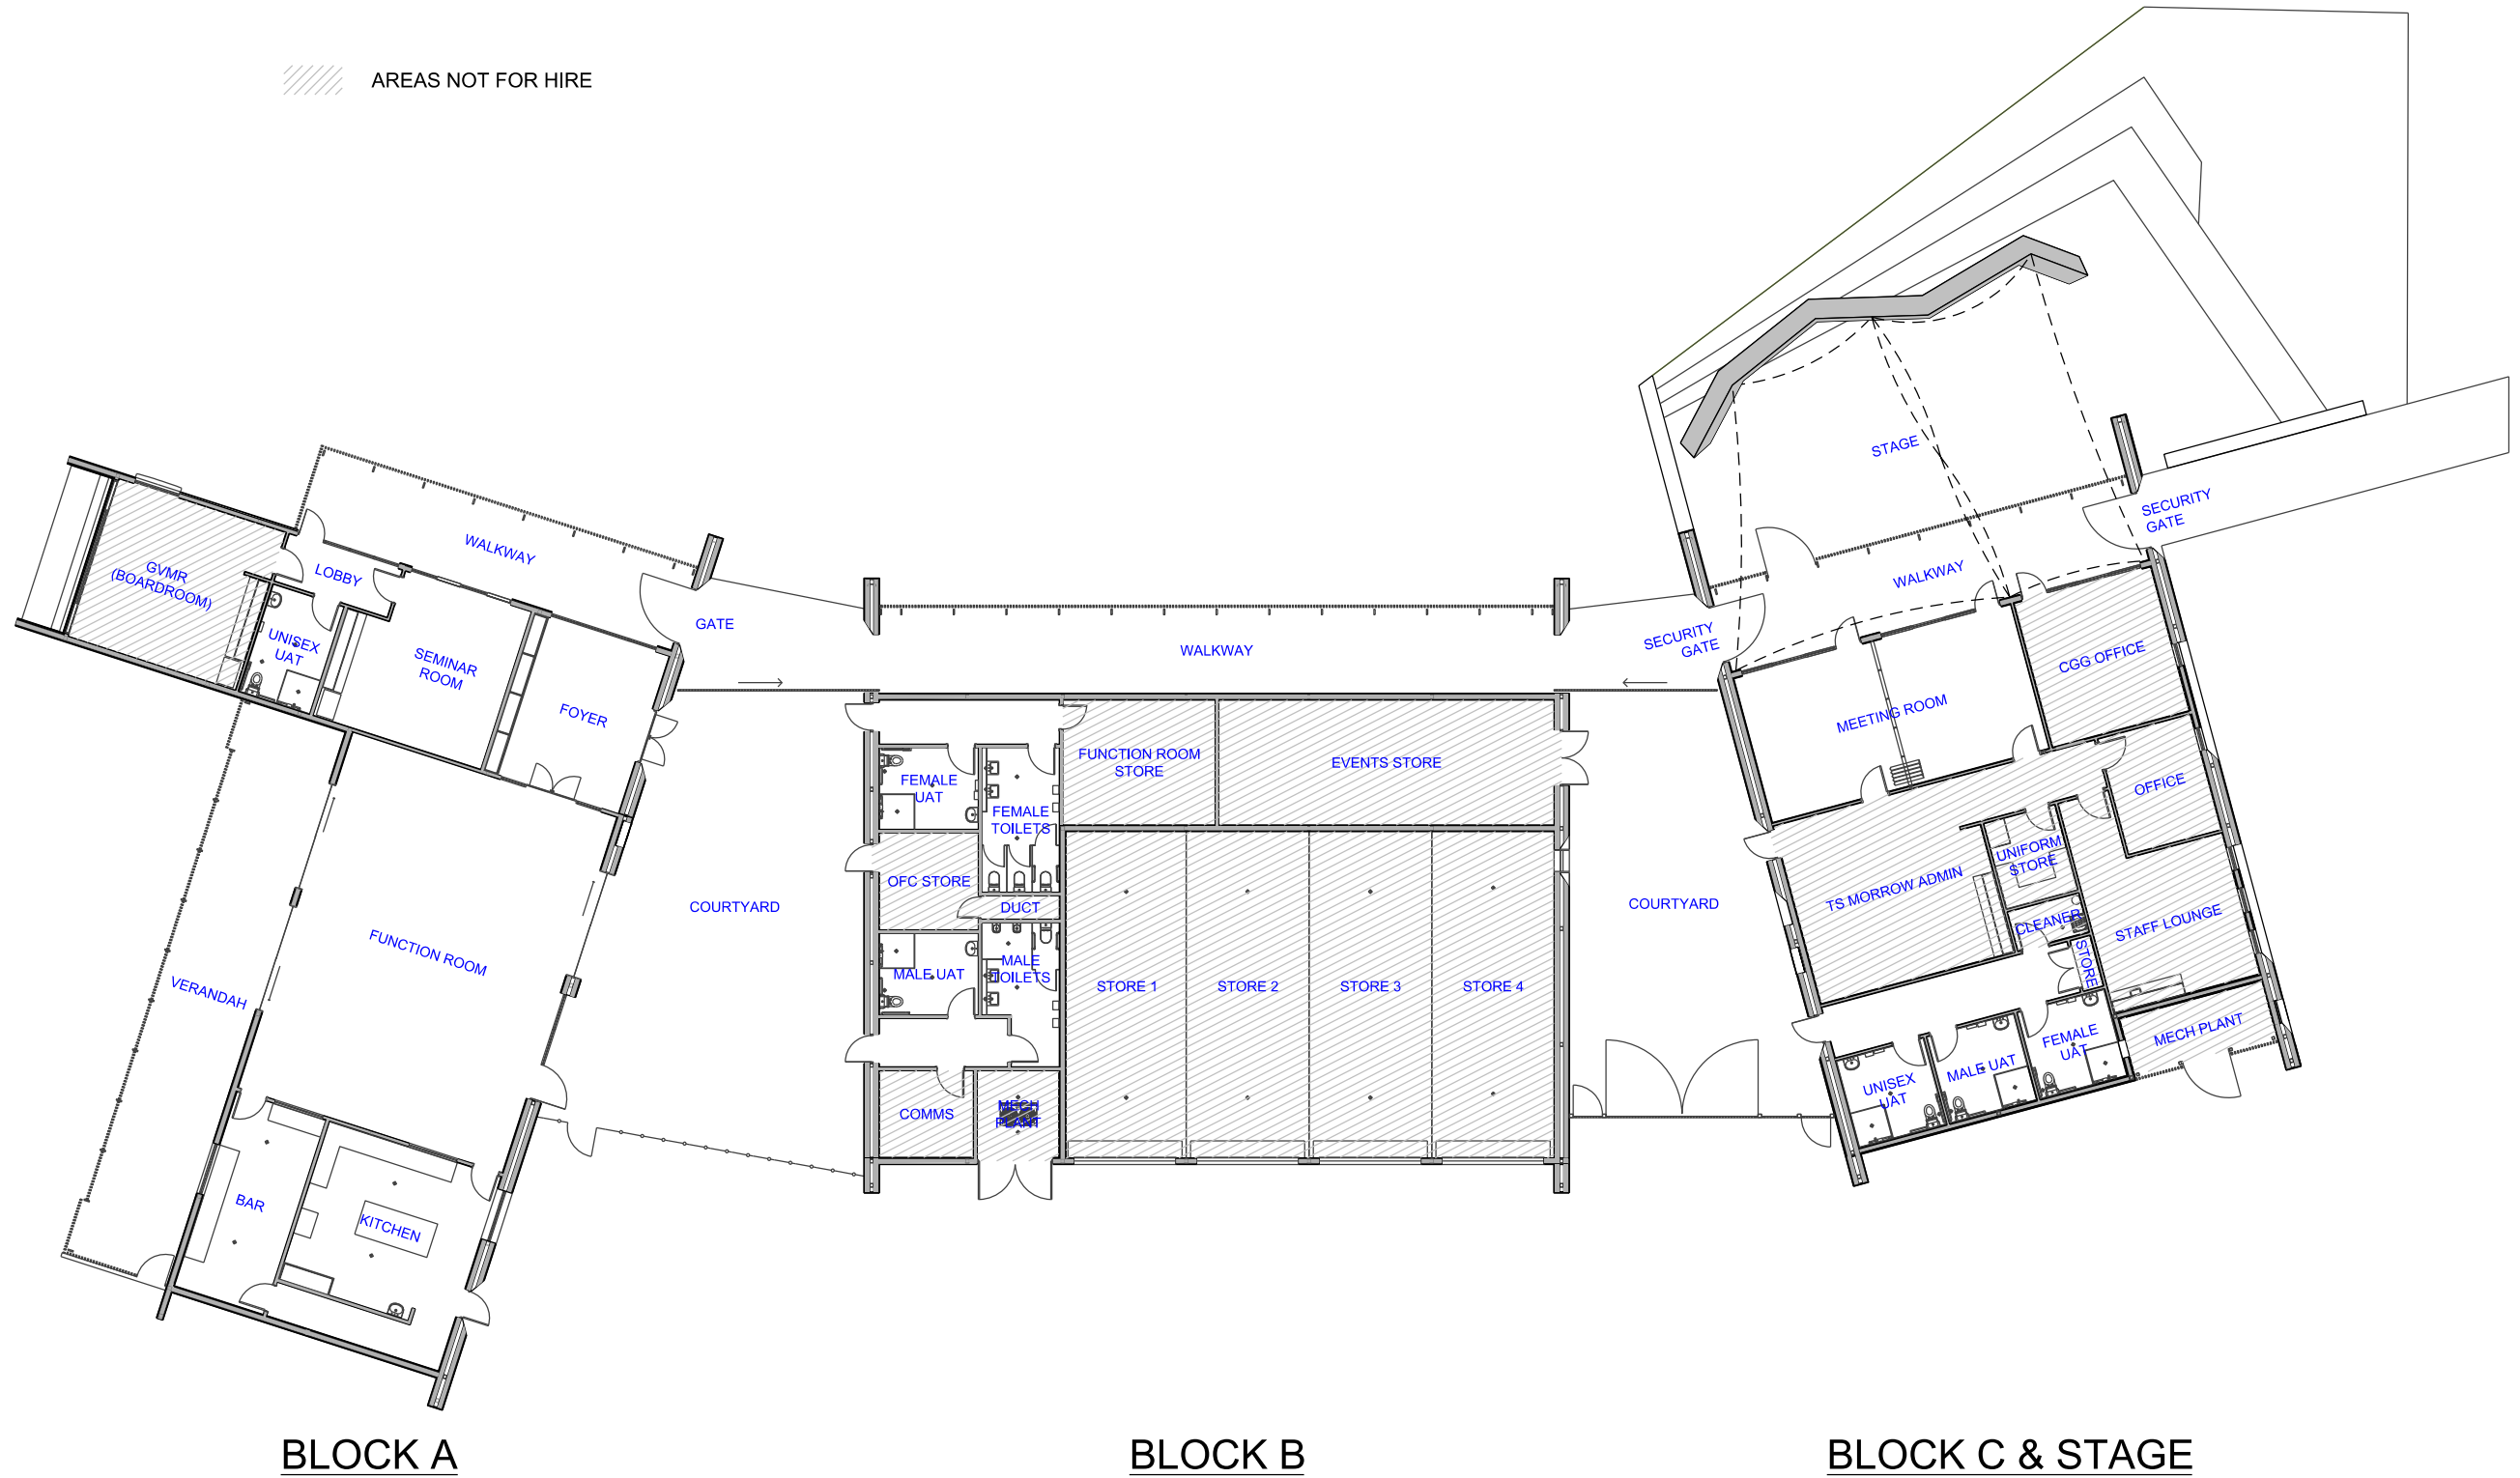 AREAS NOT FOR HIRE
GVMR
(BOARDROOM)
LOBBY
WALKWAY
UNISEX
UAT
SEMINAR
ROOM
FOYER
GATE
VERANDAH
FUNCTION ROOM
BAR
KITCHEN
COURTYARD
WALKWAY
FEMALE
UAT
FEMALE
TOILETS
FUNCTION ROOM
STORE
EVENTS STORE
OFC STORE
DUCT
MALE UAT
MALE
TOILETS
STORE 1
STORE 2
STORE 3
STORE 4
COMMS
MECH
PLANT
COURTYARD
STAGE
SECURITY
GATE
WALKWAY
SECURITY
GATE
CGG OFFICE
MEETING ROOM
OFFICE
UNIFORM
STORE
TS MORROW ADMIN
CLEANER
STAFF LOUNGE
STORE
MECH PLANT
FEMALE
UAT
MALE UAT
UNISEX
UAT
BLOCK A
BLOCK B
BLOCK C & STAGE